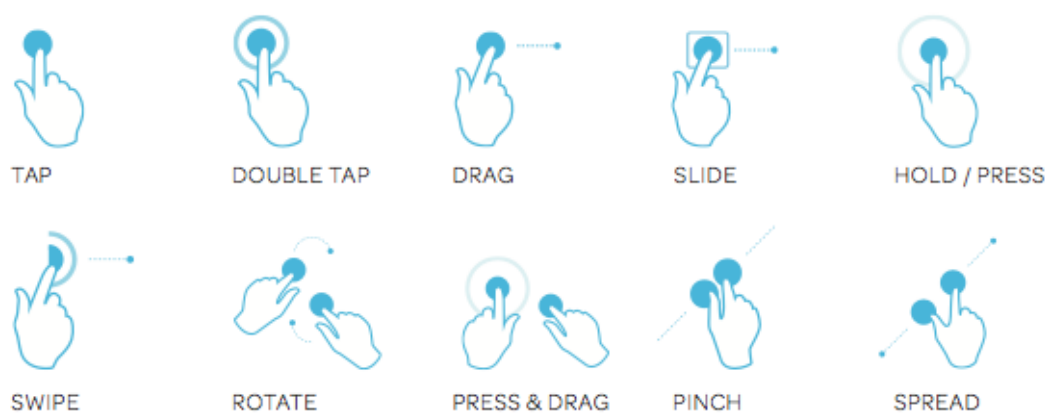 TAP
DOUBLE TAP
DRAG
SLIDE
HOLD / PRESS
SWIPE
ROTATE
PRESS & DRAG
PINCH
SPREAD